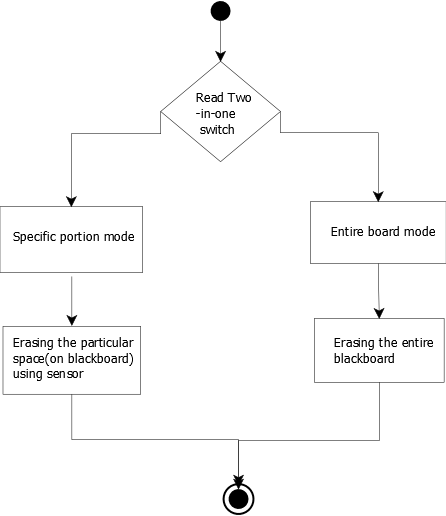 Read Two
-in-one
switch
Specific portion mode
Entire board mode
Erasing the particular
space(on blackboard)
using sensor
Erasing the entire
blackboard